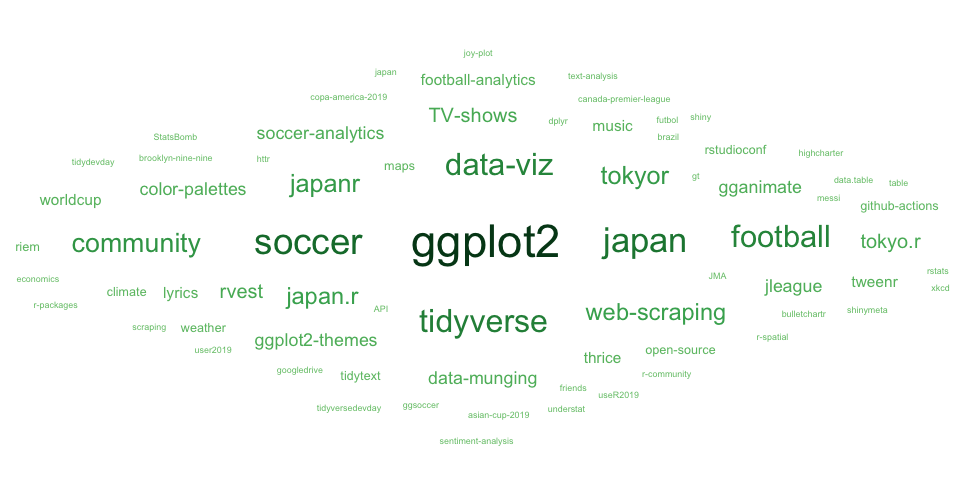 joy-plot
japan
football-analytics
text-analysis
copa-america-2019
canada-premier-league
TV-shows
dplyr
music
futbol
shiny
StatsBomb
soccer-analytics
brazil
tidydevday
brooklyn-nine-nine
httr
maps
data-viz
rstudioconf
highcharter
worldcup
color-palettes
japanr
tokyor
gt
gganimate
data.table
table
messi
github-actions
riem
community
soccer
ggplot2
japan
football
tokyo.r
economics
r-packages
climate
lyrics
rvest
japan.r
API
tidyverse
web-scraping
JMA
jleague
tweenr
rstats
xkcd
scraping
weather
user2019
ggplot2-themes
bulletchartr
shinymeta
r-spatial
thrice
open-source
googledrive
tidytext
data-munging
r-community
friends
useR2019
tidyversedevday
ggsoccer
asian-cup-2019
understat
sentiment-analysis